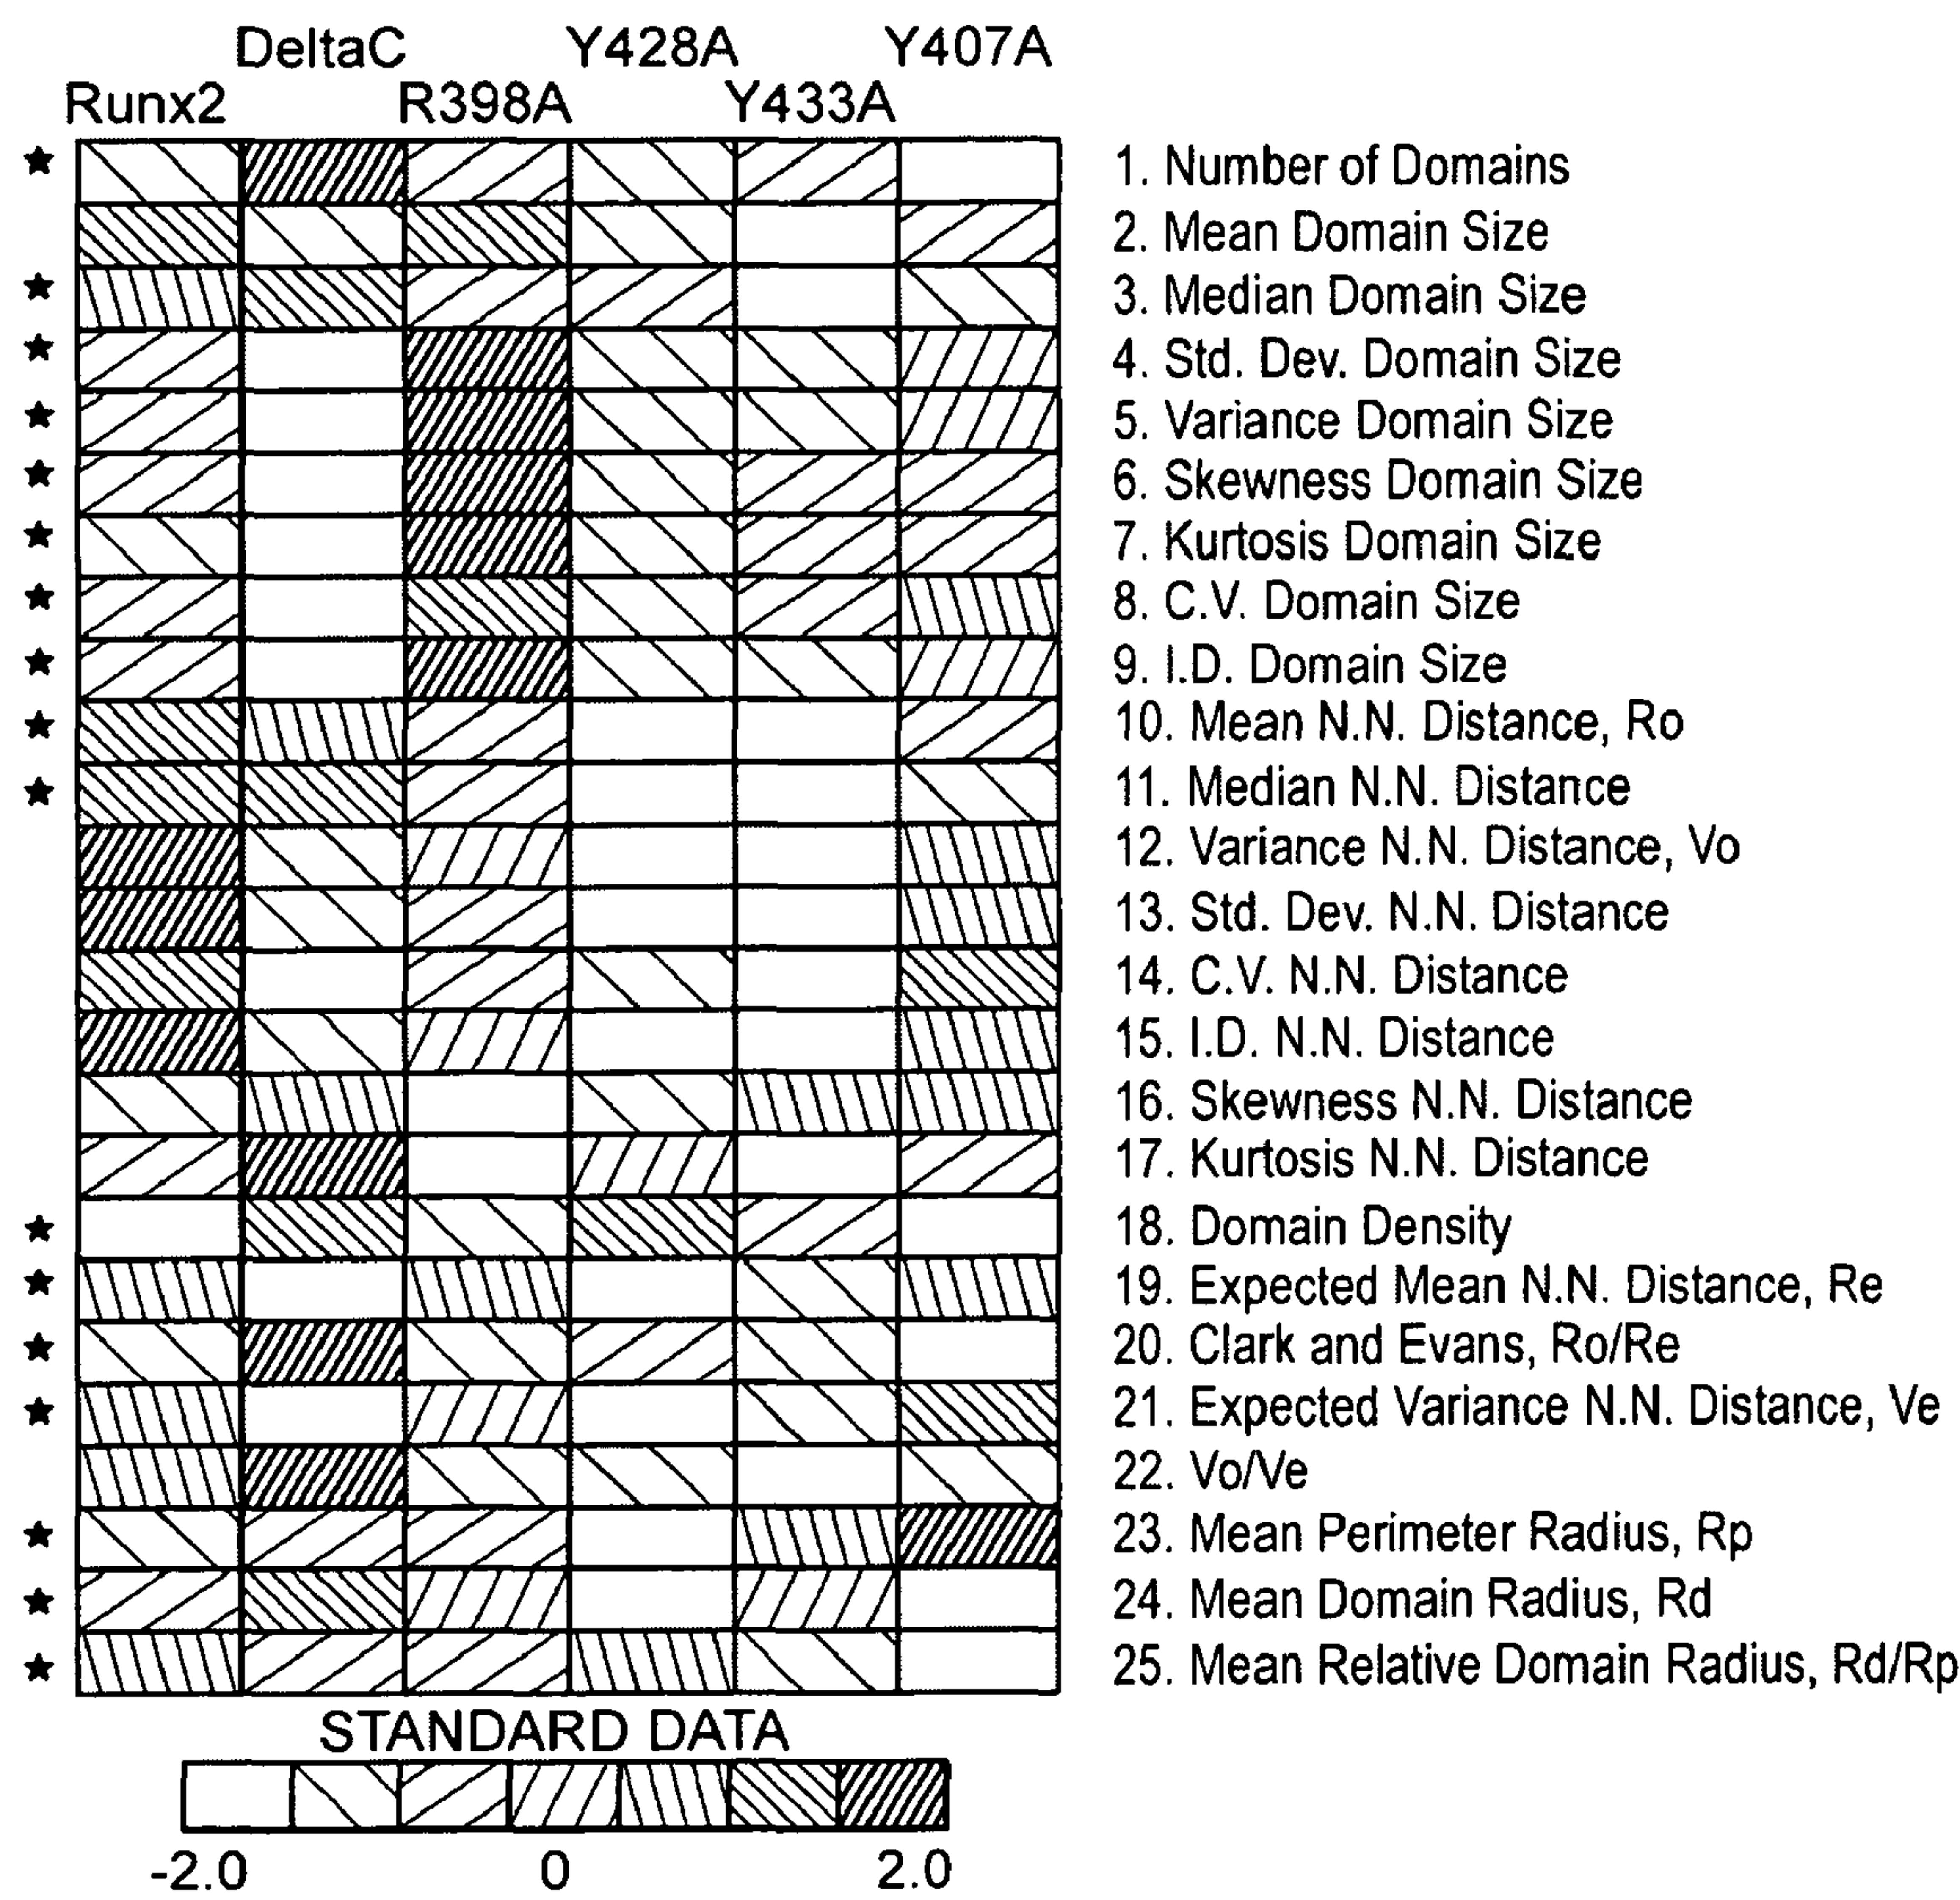 DeltaC Y428A Y407A
Runx2 R398A Y433A
1. Number of Domains
2. Mean Domain Size
3. Median Domain Size
4. Std. Dev. Domain Size
5. Variance Domain Size
6. Skewness Domain Size
7. Kurtosis Domain Size
8. C.V. Domain Size
9. I.D. Domain Size
10. Mean N.N. Distance, Ro
11. Median N.N. Distance
12. Variance N.N. Distance, Vo
13. Std. Dev. N.N. Distance
14. C.V. N.N. Distance
15. I.D. N.N. Distance
16. Skewness N.N. Distance
17. Kurtosis N.N. Distance
18. Domain Density
19. Expected Mean N.N. Distance, Re
20. Clark and Evans, Ro/Re
21. Expected Variance N.N. Distance, Ve
22. Vo/Ve
23. Mean Perimeter Radius, Rp
24. Mean Domain Radius, Rd
25. Mean Relative Domain Radius, Rd/Rp
STANDARD DATA
-2.0 0 2.0